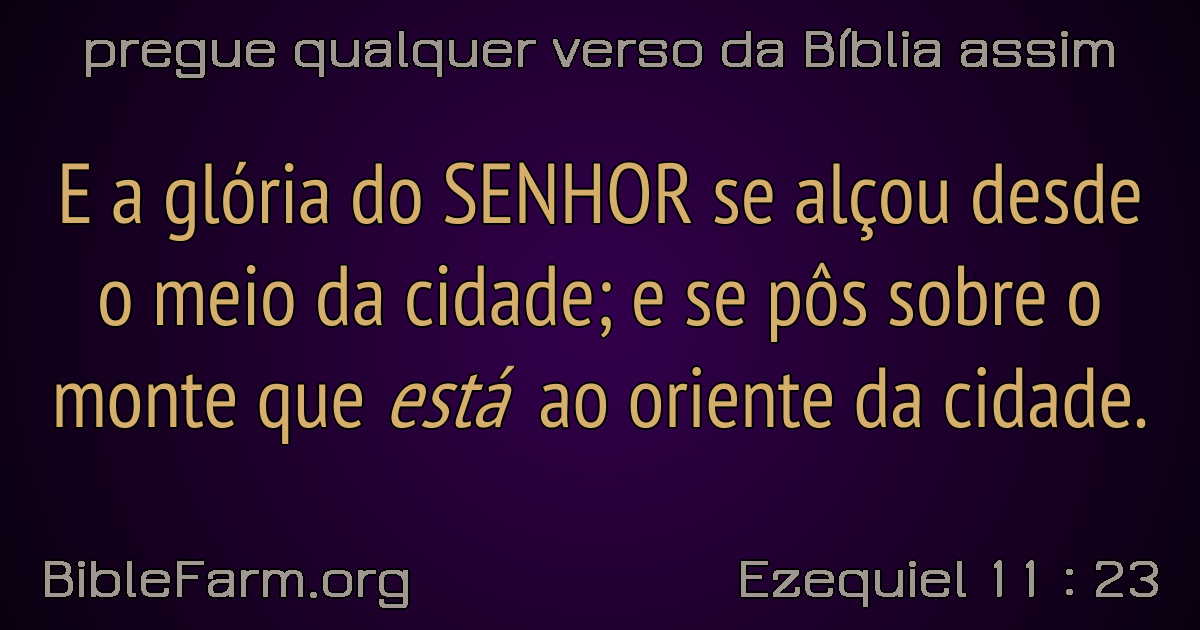 pregue qualquer verso da Bíblia assim
E a glória do SENHOR se alçou desde
o meio da cidade; e se pôs sobre o
monte que está ao oriente da cidade.
BibleFarm.org
Ezequiel 11 : 23